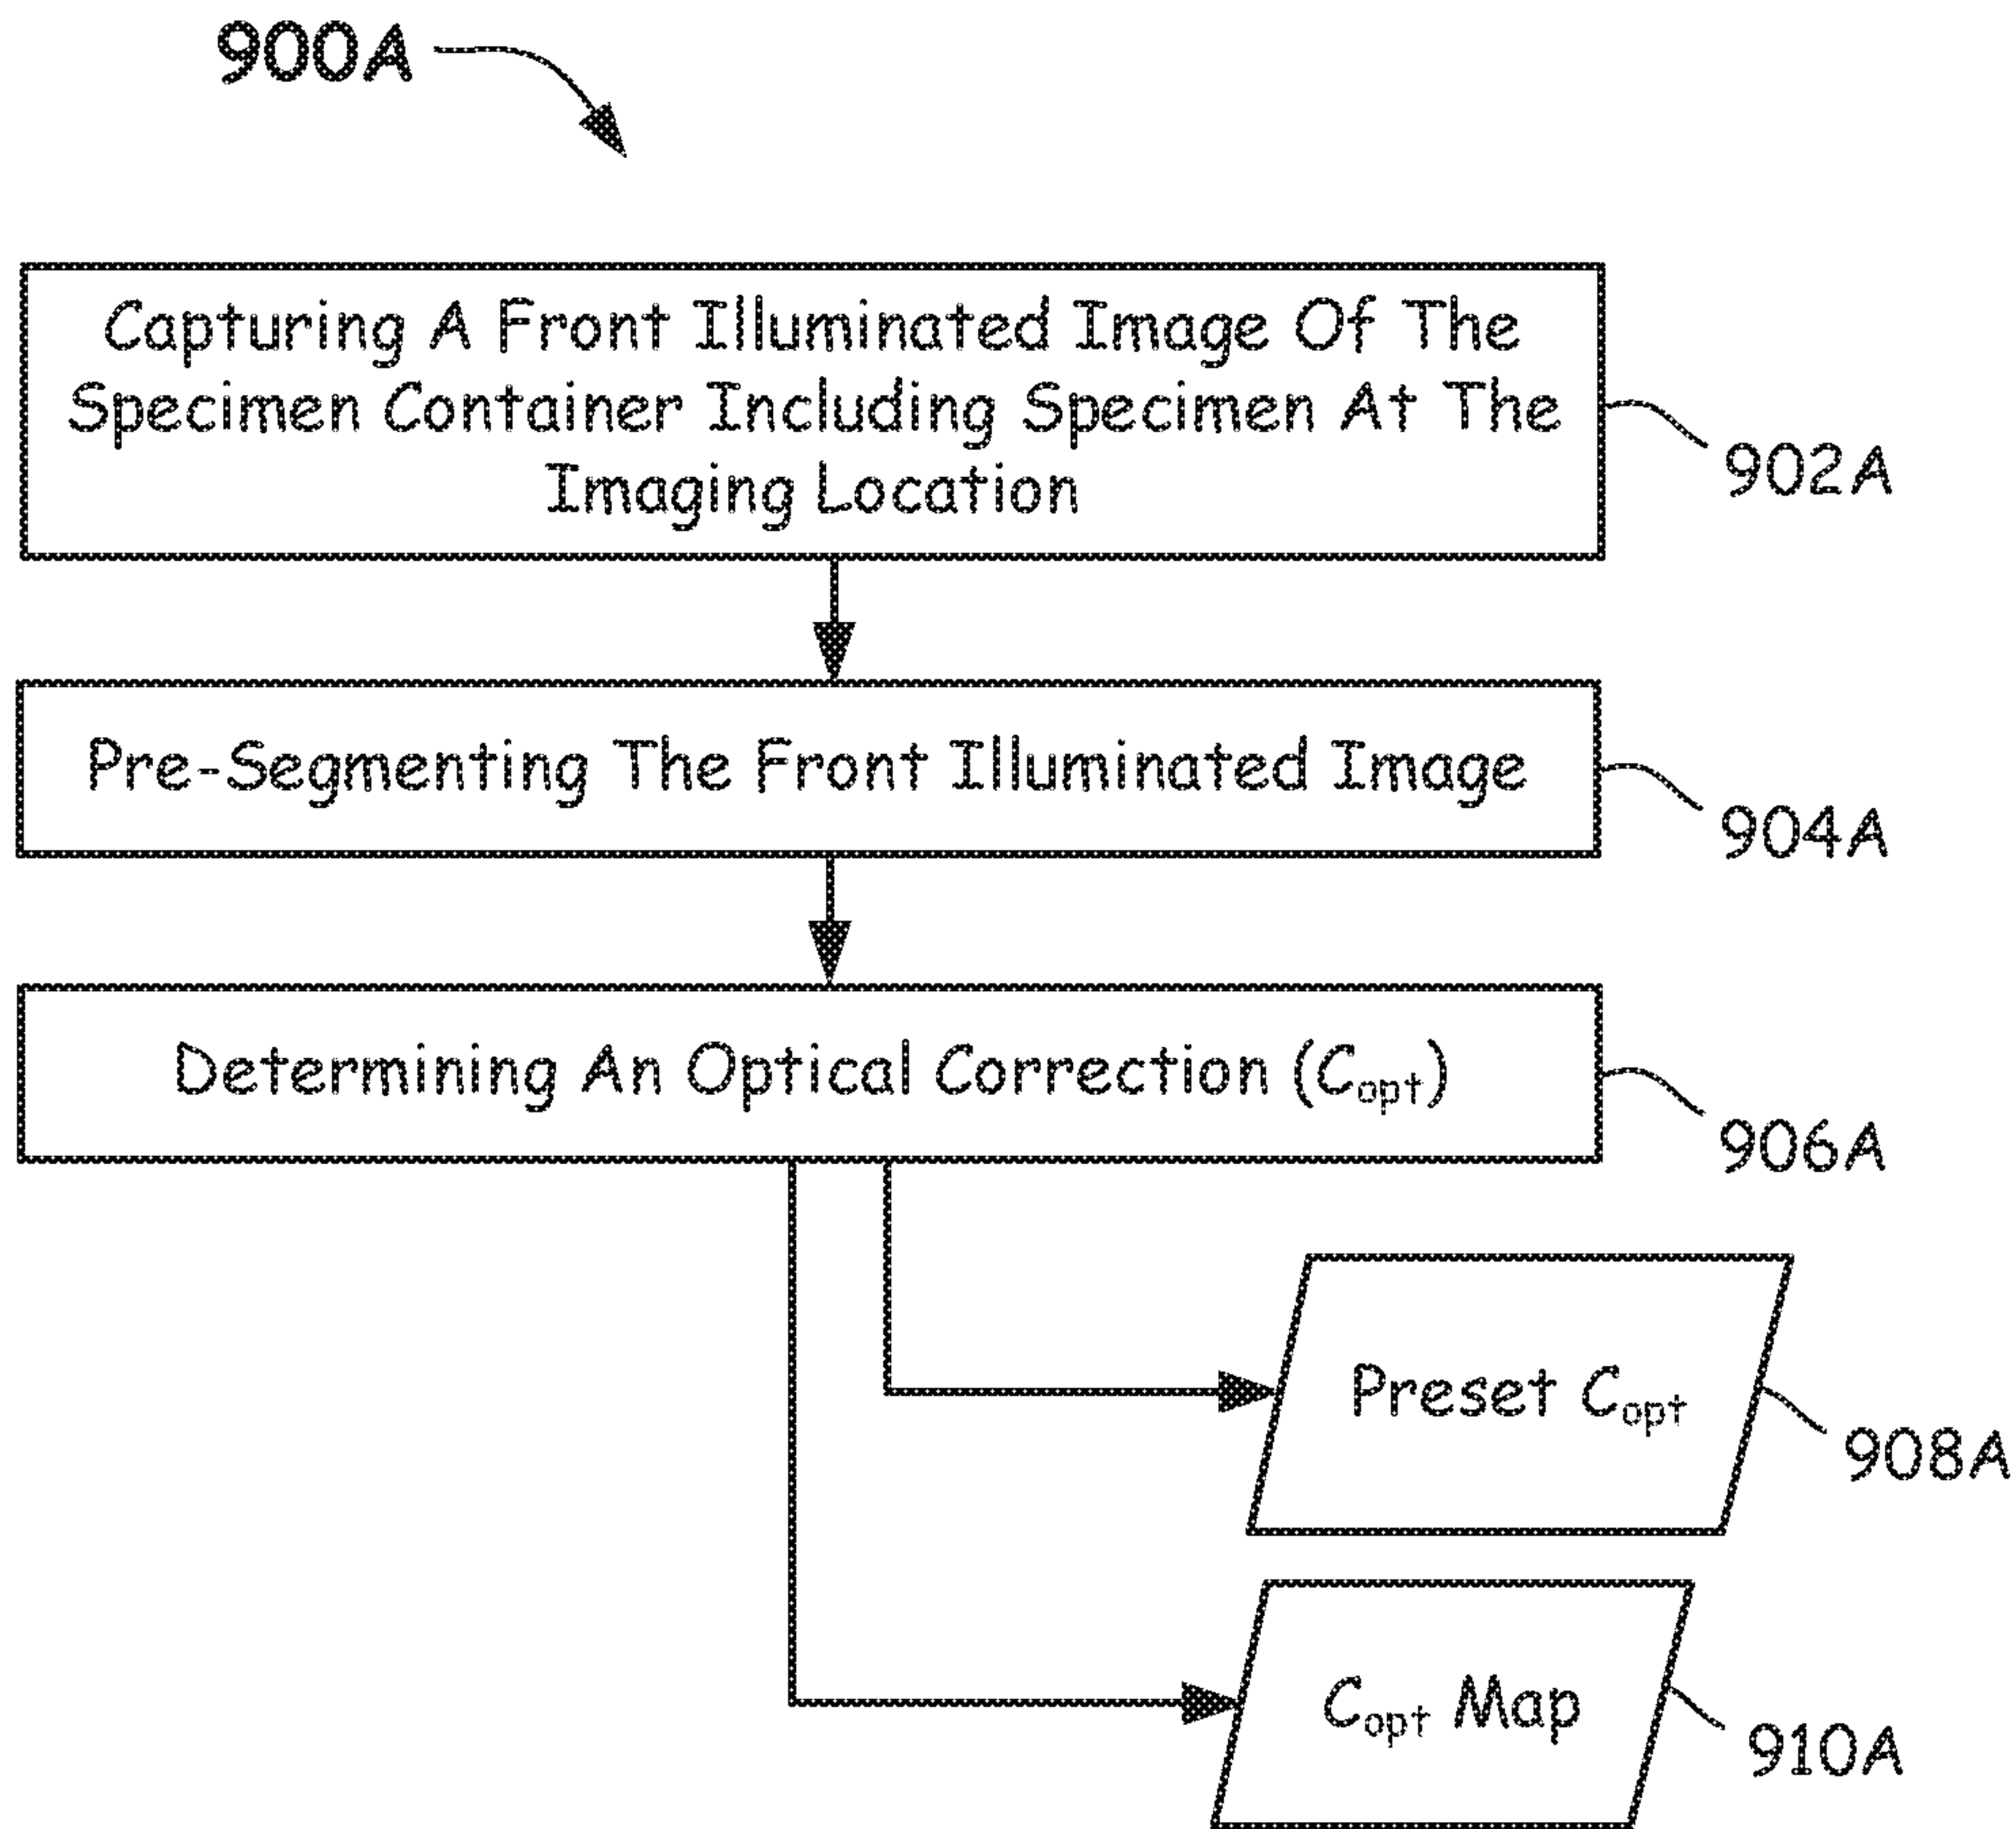 900A
Capturing A Front Illuminated Image Of The
Specimen Container Including Specimen At The
Imaging Location
902A
Pre-Segmenting The Front Illuminated Image
904A
Determining An Optical Correction (Copt)
906A
Preset Copt
908A
Copt Map
910A